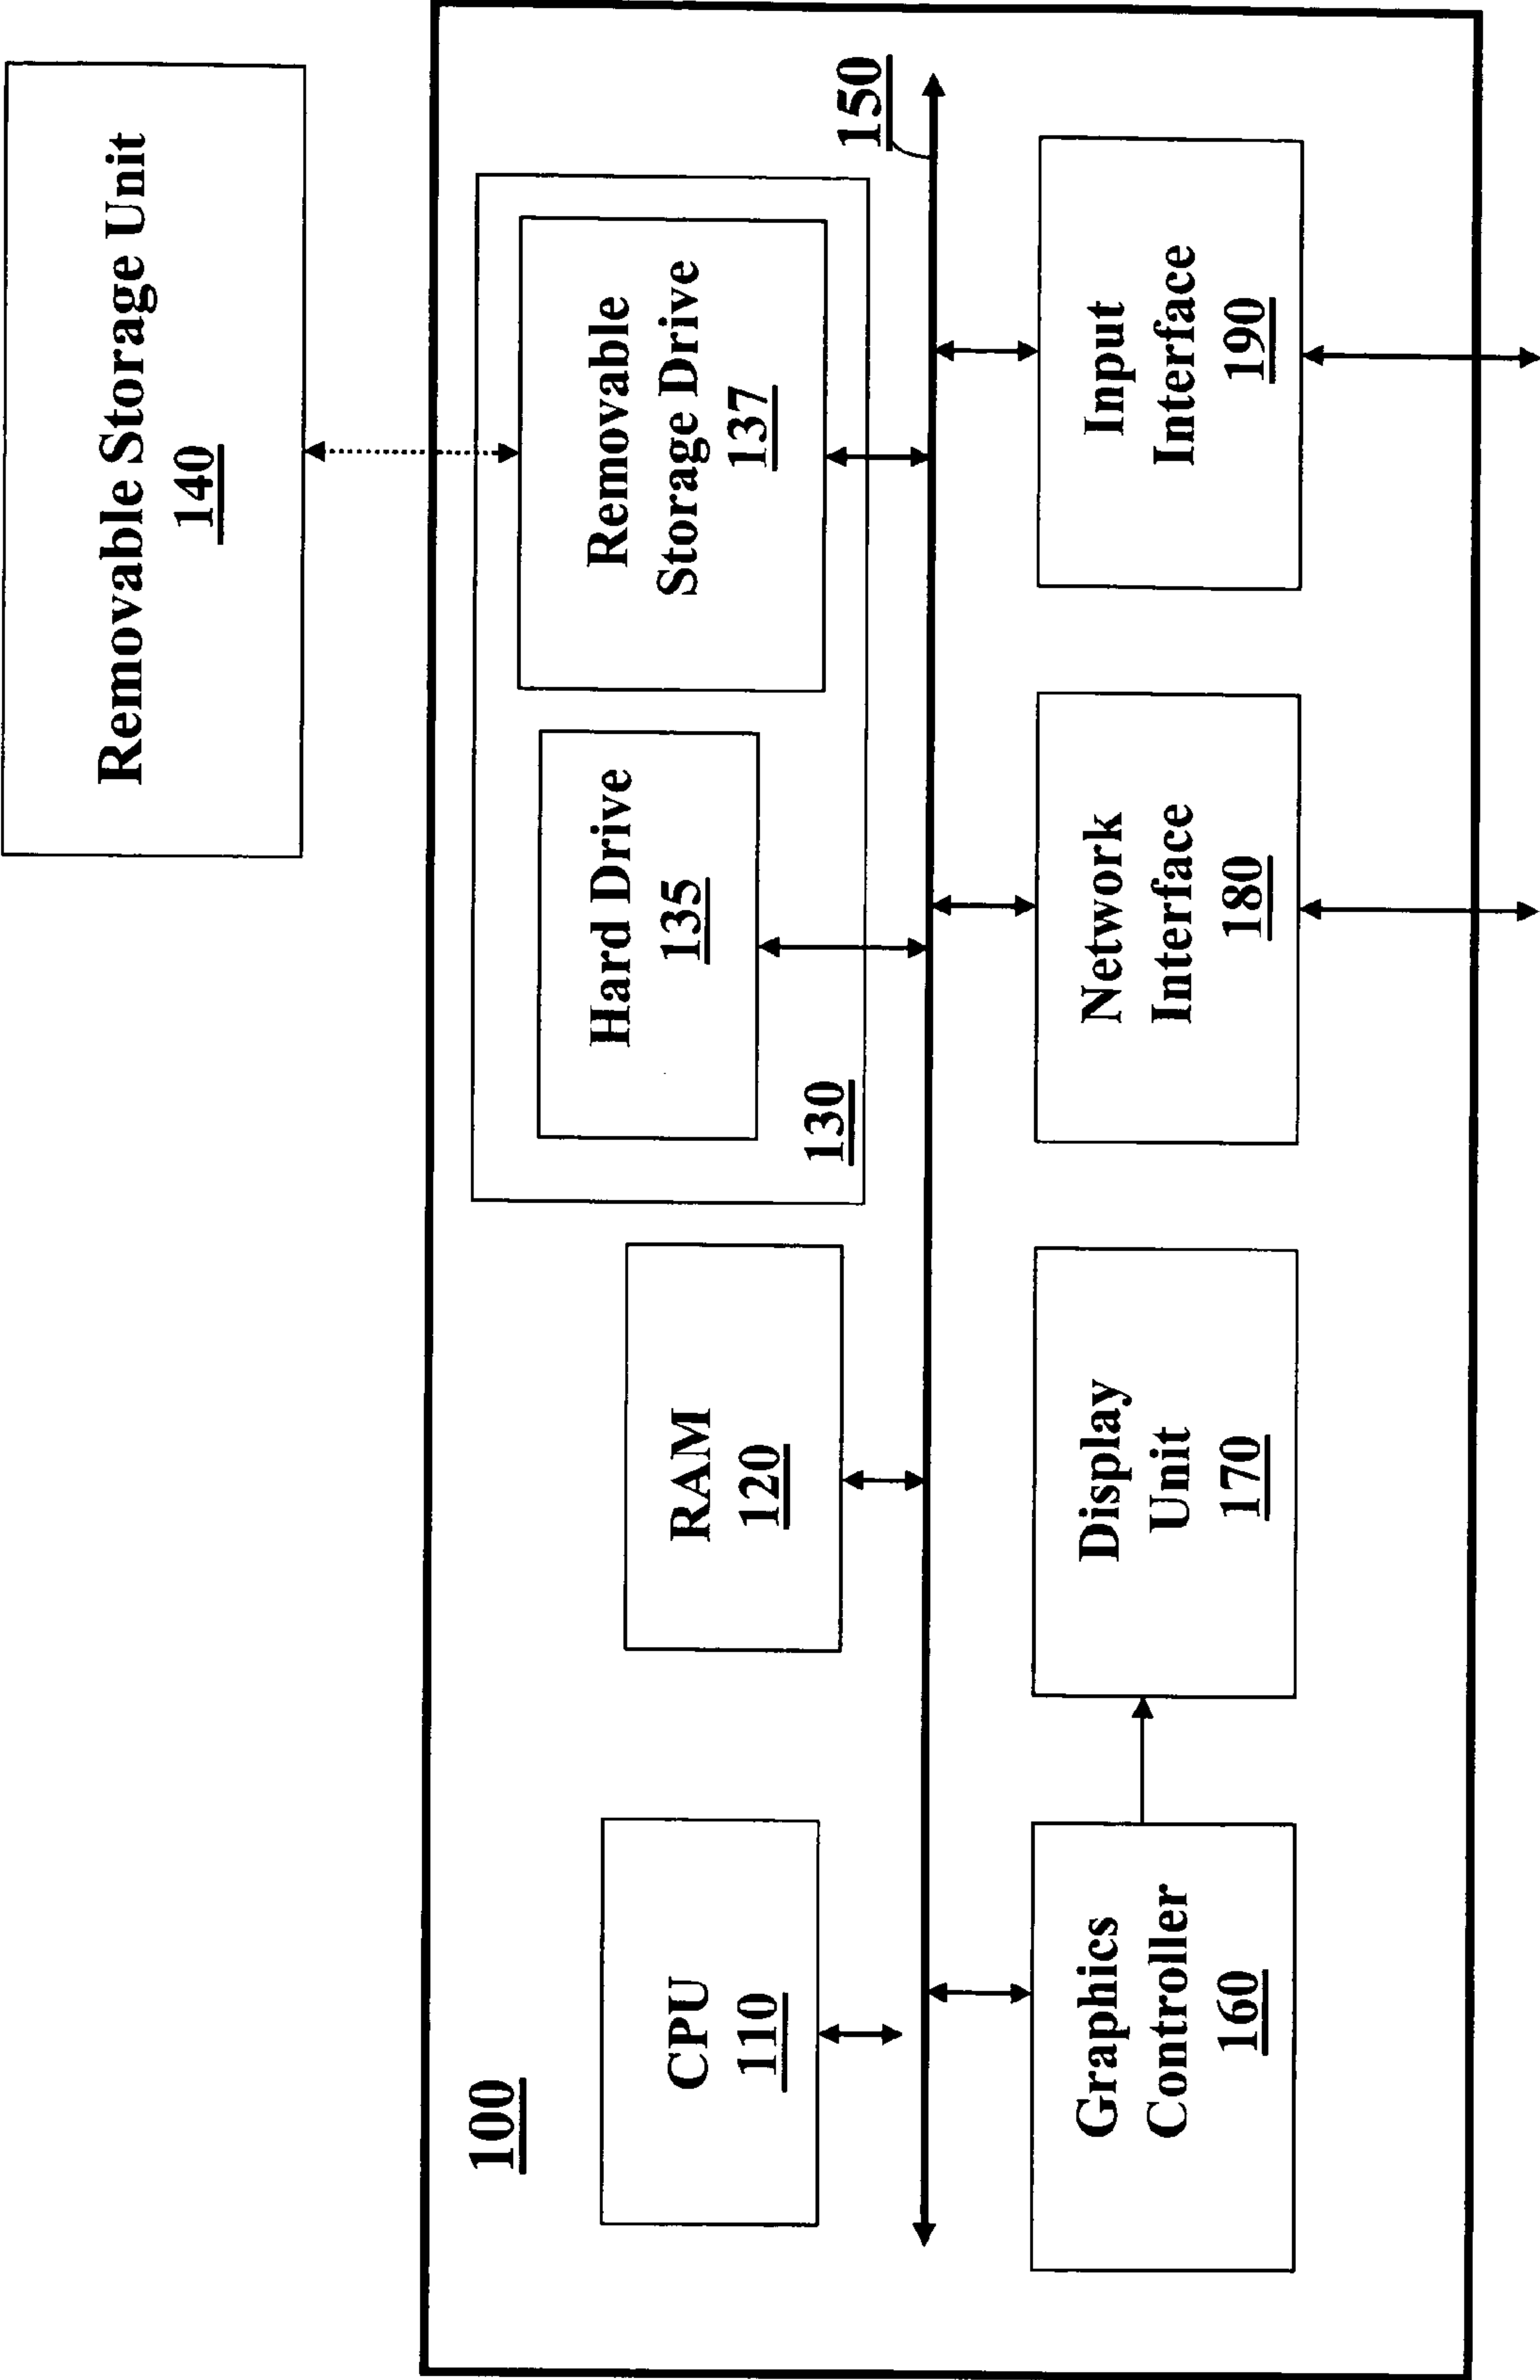 Removable Storage Unit
140
100
CPU
110
RAM
120
130
Hard Drive
135
Removable
Storage Drive
137
150
Graphics
Controller
160
Display
Unit
170
Network
Interface
180
Input
Interface
190